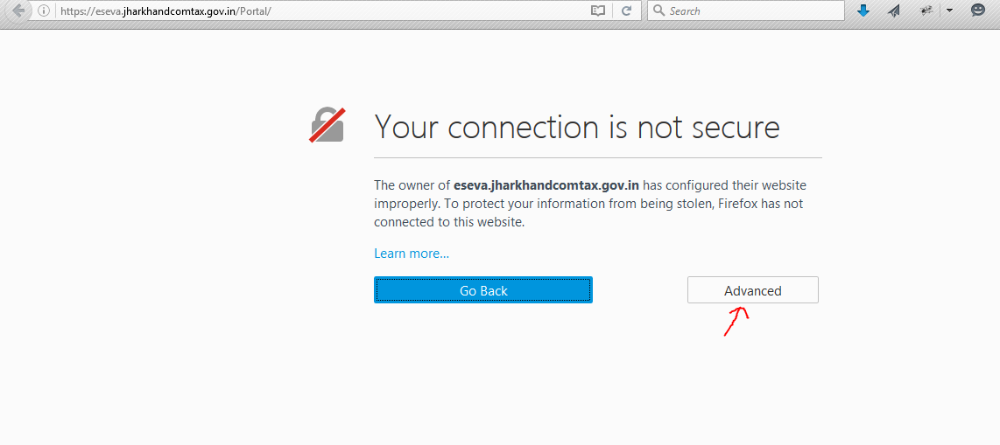 https://eseva.jharkhandcomtax.gov.in/Portal/ Search
Your connection is not secure
The owner of eseva.jharkhandcomtax.gov.in has configured their website
improperly. To protect your information from being stolen, Firefox has not
connected to this website.
Learn more...
Go Back Advanced